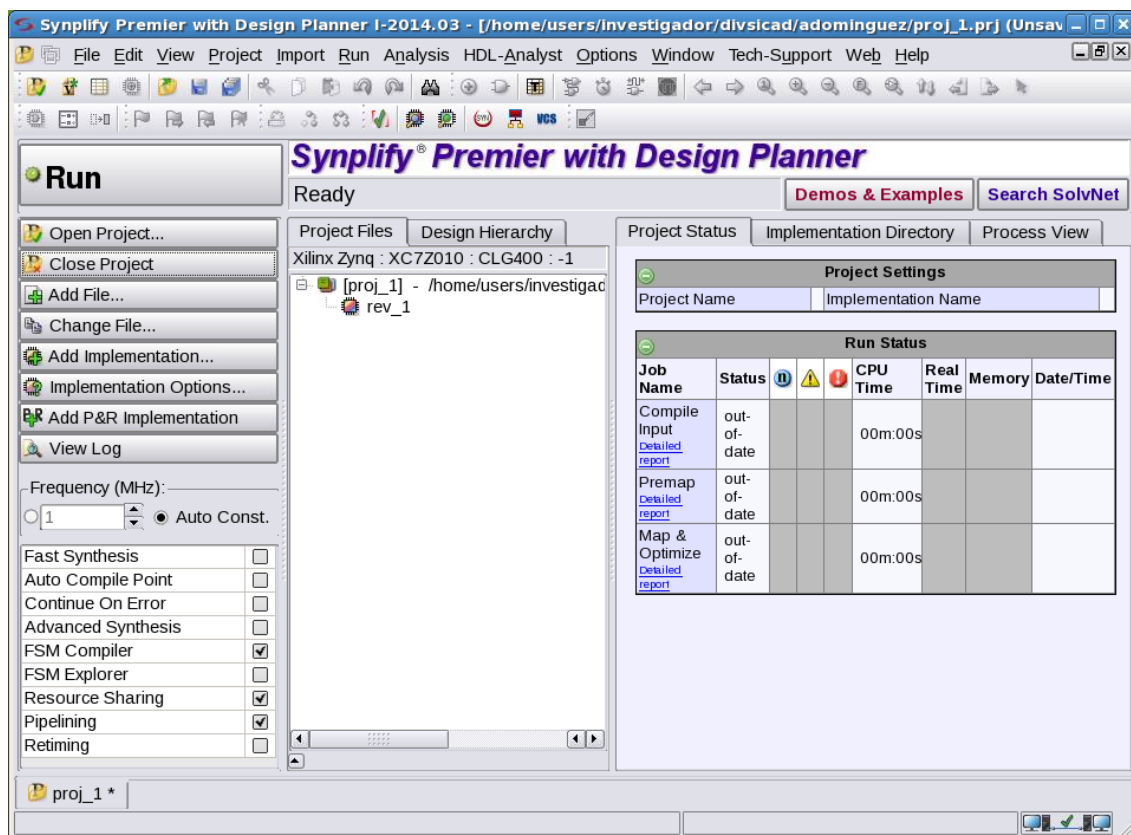 Synplify Premier with Design Planner I-2014.03 - [/home/users/investigador/divsicad/adominguez/proj_1.prj (Unsav
File Edit View Project Import Run Analysis HDL-Analyst Options Window Tech-Support Web Help
SYN VCS
Run
Synplify® Premier with Design Planner
Ready
Demos & Examples
Search SolvNet
Open Project...
Close Project
Add File...
Change File...
Add Implementation...
Implementation Options...
P&R Add P&R Implementation
View Log
Frequency (MHz):
1 Auto Const.
Fast Synthesis
Auto Compile Point
Continue On Error
Advanced Synthesis
FSM Compiler
FSM Explorer
Resource Sharing
Pipelining
Retiming
Project Files Design Hierarchy
Xilinx Zynq : XC7Z010 : CLG400 : -1
[proj_1] - /home/users/investigad
rev_1
Project Status Implementation Directory Process View
Project Settings
Project Name Implementation Name
Run Status
Job Name Status n ! ! CPU Time Real Time Memory Date/Time
Compile Input
Detailed report
out-of-date
00m:00s
Premap
Detailed report
out-of-date
00m:00s
Map & Optimize
Detailed report
out-of-date
00m:00s
proj_1 *